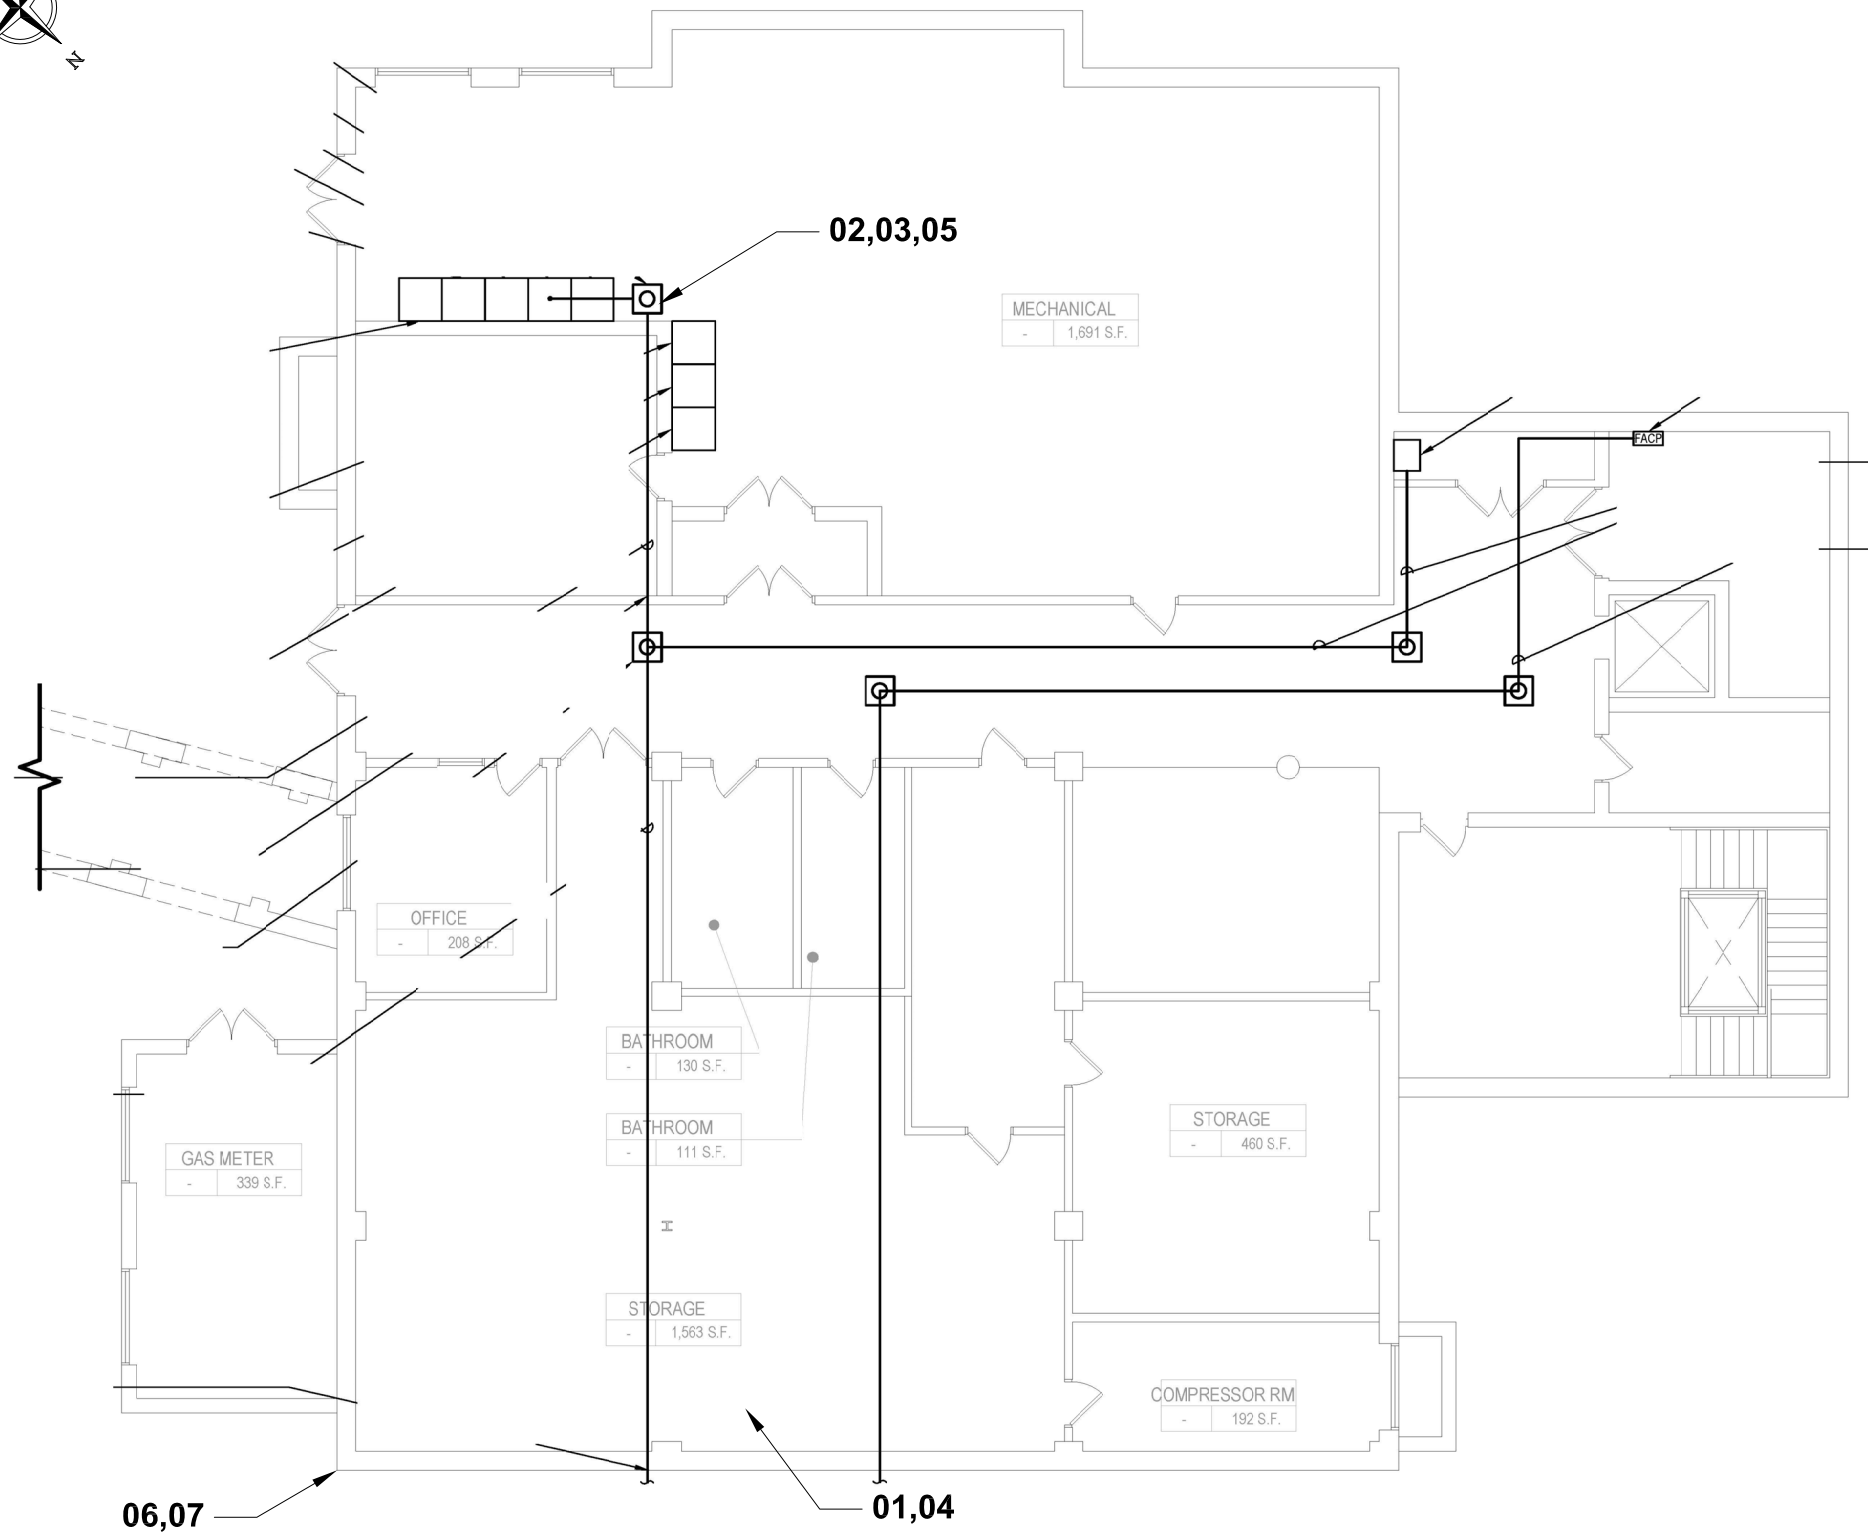 N
02,03,05
MECHANICAL
- 1,691 S.F.
FACP
OFFICE
- 208 S.F.
BATHROOM
- 130 S.F.
BATHROOM
- 111 S.F.
STORAGE
- 460 S.F.
GAS METER
- 339 S.F.
STORAGE
- 1,563 S.F.
COMPRESSOR RM
- 192 S.F.
06,07
01,04